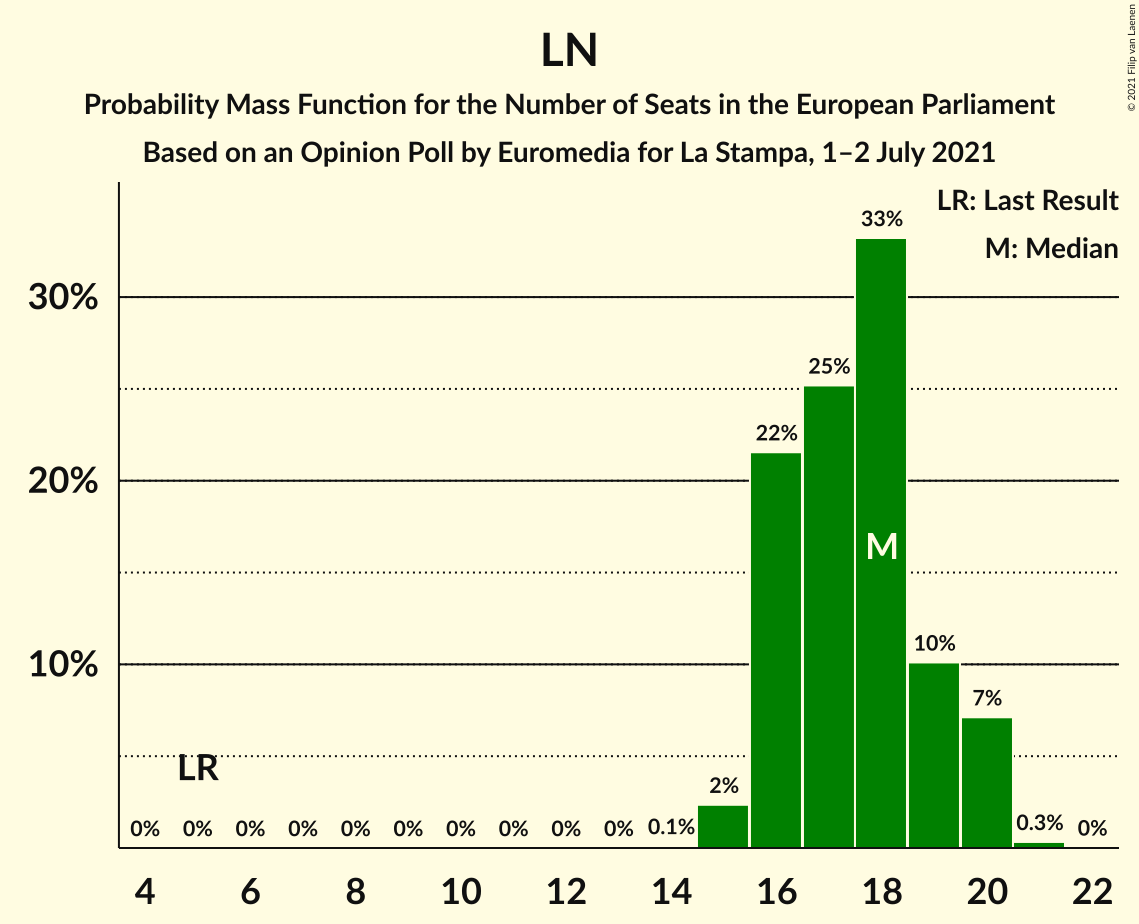 LN
Probability Mass Function for the Number of Seats in the European Parliament
Based on an Opinion Poll by Euromedia for La Stampa, 1–2 July 2021
© 2021 Filip van Laenen
LR: Last Result
M: Median
30%
20%
10%
0% 0% 0% 0% 0% 0% 0% 0% 0% 0% 0.1% 2% 22% 25% 33% 10% 7% 0.3% 0%
LR
M
4 6 8 10 12 14 16 18 20 22